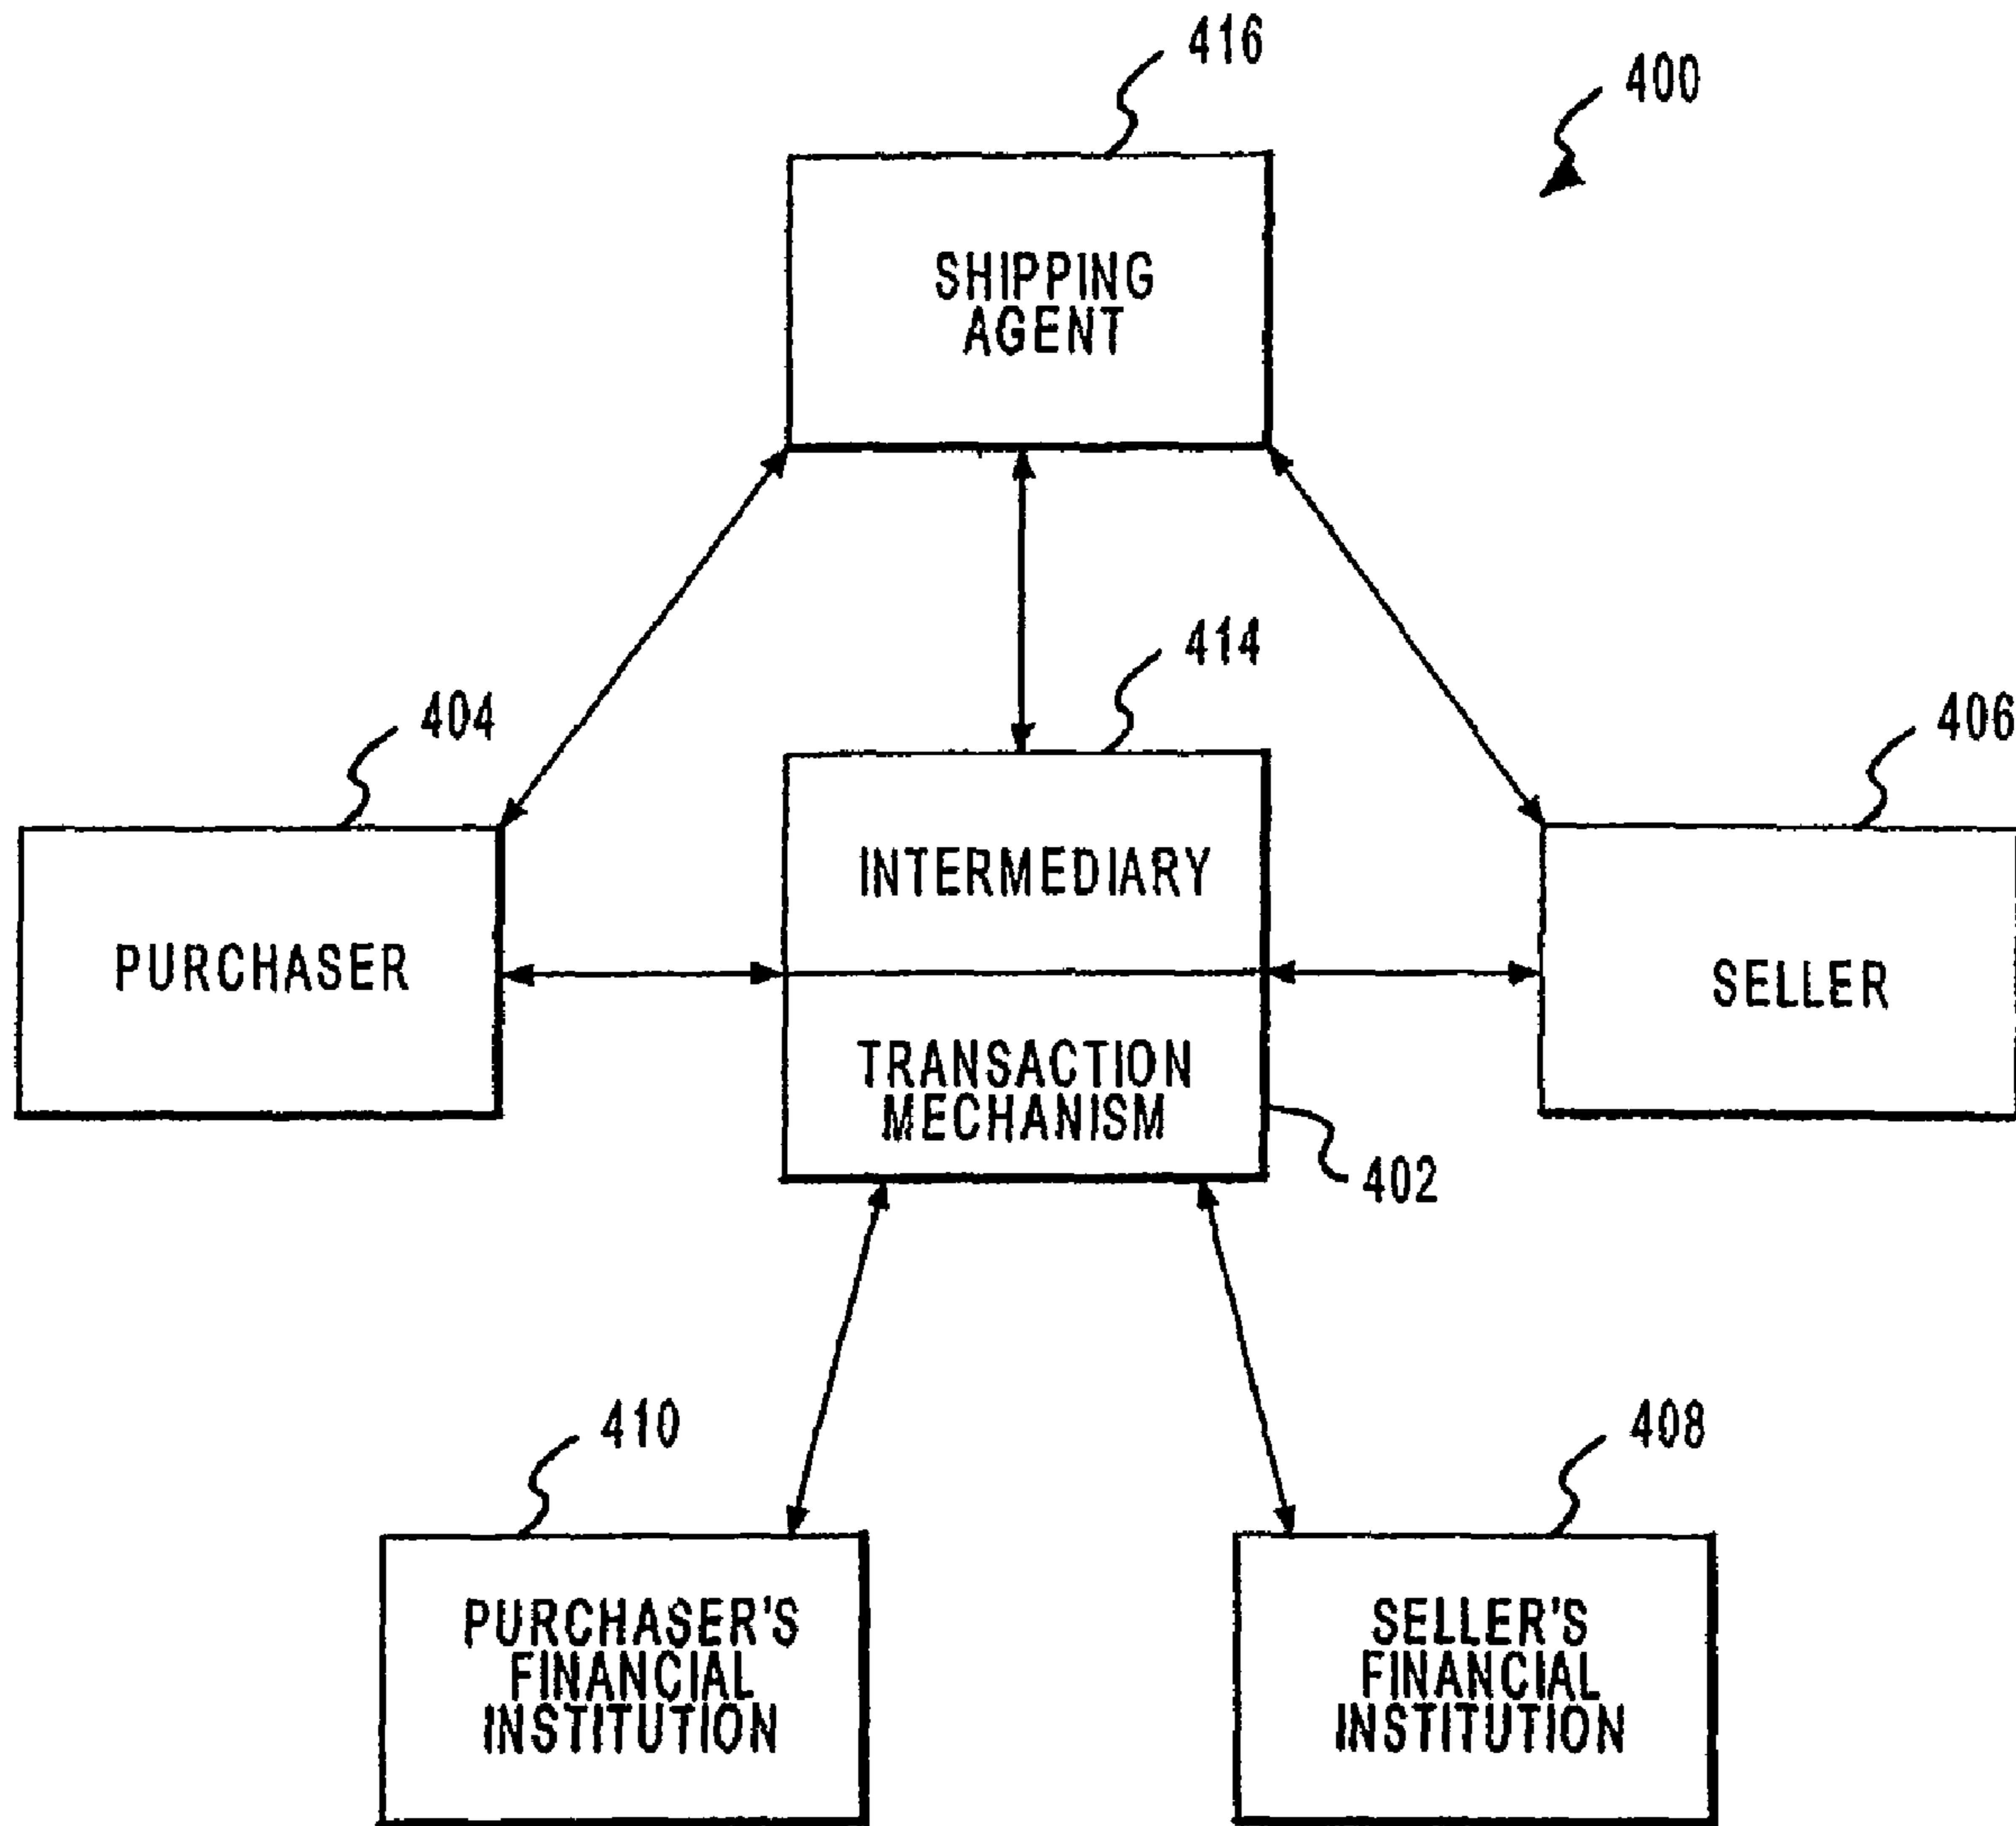 416
400
SHIPPING
AGENT
414
404
406
INTERMEDIARY
PURCHASER
SELLER
TRANSACTION
MECHANISM
402
410
408
PURCHASER'S
FINANCIAL
INSTITUTION
SELLER'S
FINANCIAL
INSTITUTION